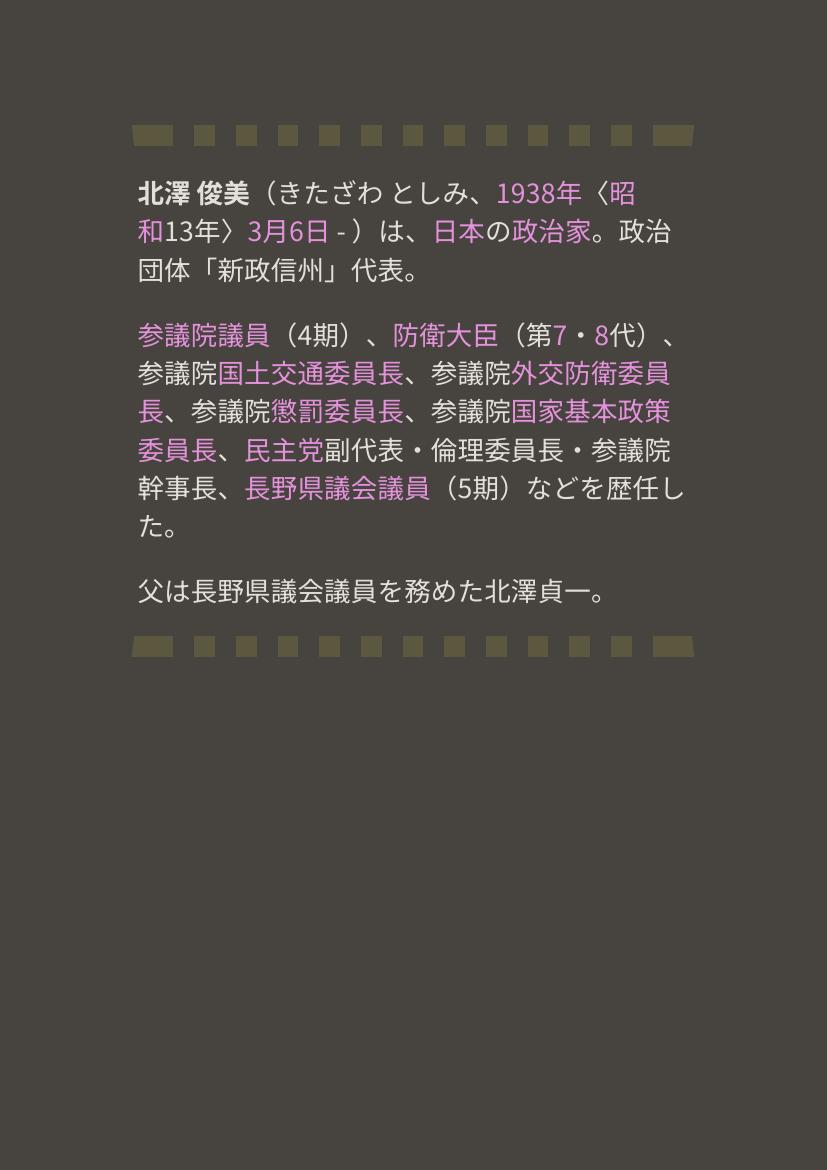 北澤 俊美（きたざわ としみ、1938年〈昭
和13年〉3月6日 - ）は、日本の政治家。政治
団体「新政信州」代表。
参議院議員（4期）、防衛大臣（第7・8代）、
参議院国土交通委員長、参議院外交防衛委員
長、参議院懲罰委員長、参議院国家基本政策
委員長、民主党副代表・倫理委員長・参議院
幹事長、長野県議会議員（5期）などを歴任し
た。
父は長野県議会議員を務めた北澤貞一。